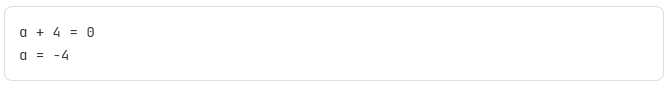 a + 4 = 0
a = -4